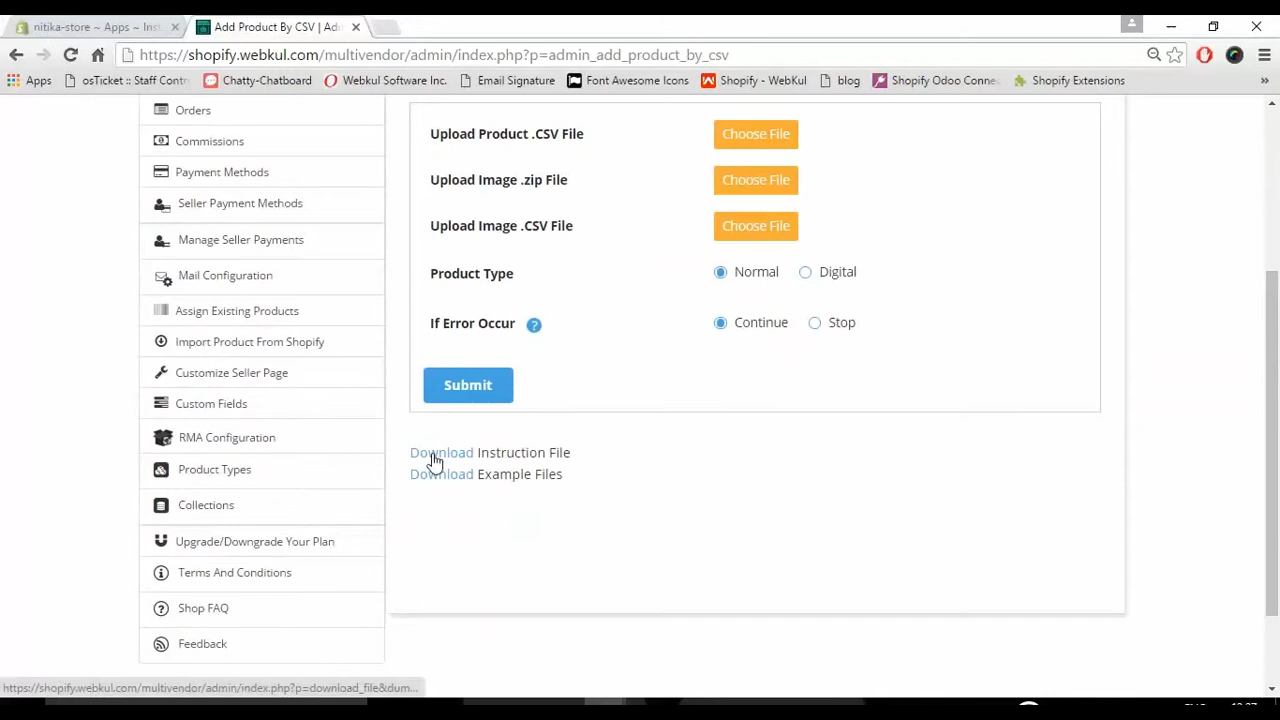 nitika-store ~ Apps ~ Inst
Add Product By CSV | Adm
https://shopify.webkul.com/multivendor/admin/index.php?p=admin_add_product_by_csv
Apps osTicket :: Staff Contr Chatty-Chatboard Webkul Software Inc. Email Signature Font Awesome Icons Shopify - WebKul blog Shopify Odoo Connec Shopify Extensions »
Orders
Commissions
Payment Methods
Seller Payment Methods
Manage Seller Payments
Mail Configuration
Assign Existing Products
Import Product From Shopify
Customize Seller Page
Custom Fields
RMA Configuration
Product Types
Collections
Upgrade/Downgrade Your Plan
Terms And Conditions
Shop FAQ
Feedback
Upload Product .CSV File Choose File
Upload Image .zip File Choose File
Upload Image .CSV File Choose File
Product Type Normal Digital
If Error Occur ? Continue Stop
Submit
Download Instruction File
Download Example Files
https://shopify.webkul.com/multivendor/admin/index.php?p=download_file&dum...